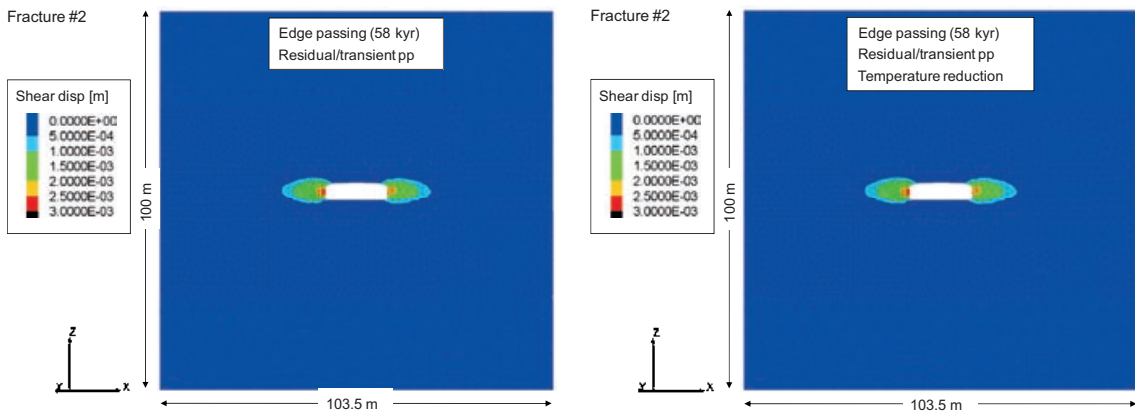 Fracture #2
Edge passing (58 kyr)
Residual/transient pp
Shear disp [m]
0.0000E+00
5.0000E-04
1.0000E-03
1.5000E-03
2.0000E-03
2.5000E-03
3.0000E-03
100 m
Z
Y
X
103.5 m
Fracture #2
Edge passing (58 kyr)
Residual/transient pp
Temperature reduction
Shear disp [m]
0.0000E+00
5.0000E-04
1.0000E-03
1.5000E-03
2.0000E-03
2.5000E-03
3.0000E-03
100 m
Z
Y
X
103.5 m